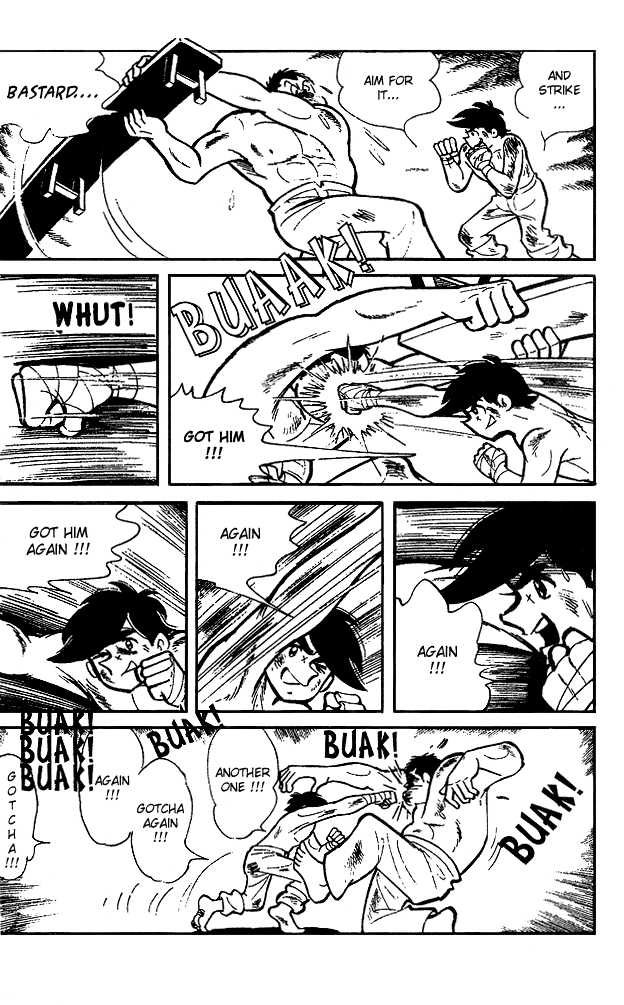 BASTARD....
AIM FOR
IT...
AND
STRIKE
...
WHUT!
BUAAK!
GOT HIM
!!!
GOT HIM
AGAIN !!!
AGAIN
!!!
AGAIN
!!!
BUAK!
BUAK!
BUAK!
GOTCHA
!!!
AGAIN
!!!
BUAK!
GOTCHA
AGAIN
!!!
ANOTHER
ONE !!!
BUAK!
BUAK!